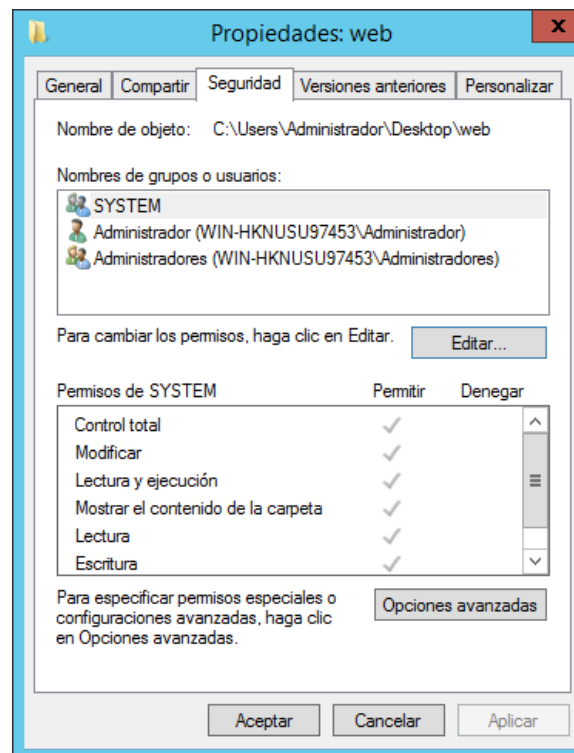 Propiedades: web
x
General Compartir Seguridad Versiones anteriores Personalizar
Nombre de objeto: C:\Users\Administrador\Desktop\web
Nombres de grupos o usuarios:
SYSTEM
Administrador (WIN-HKNUSU97453\Administrador)
Administradores (WIN-HKNUSU97453\Administradores)
Para cambiar los permisos, haga clic en Editar. Editar...
Permisos de SYSTEM Permitir Denegar
Control total
Modificar
Lectura y ejecución
Mostrar el contenido de la carpeta
Lectura
Escritura
Para especificar permisos especiales o
configuraciones avanzadas, haga clic
en Opciones avanzadas.
Opciones avanzadas
Aceptar Cancelar Aplicar